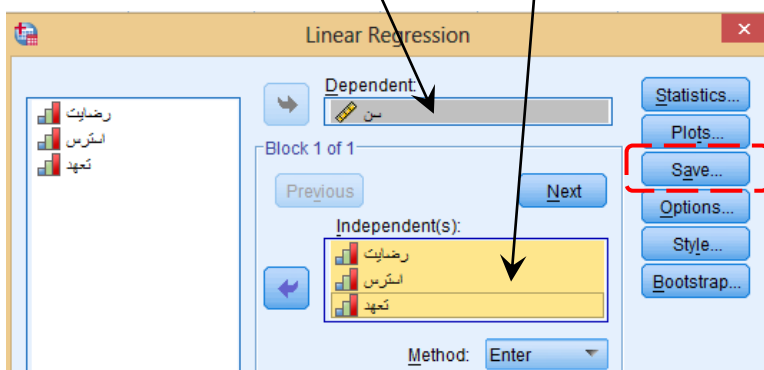 Linear Regression
رضایت
استرس
تعهد
Dependent:
سن
Block 1 of 1
Previous
Next
Independent(s):
رضایت
استرس
تعهد
Method: Enter
Statistics...
Plots...
Save...
Options...
Style...
Bootstrap...